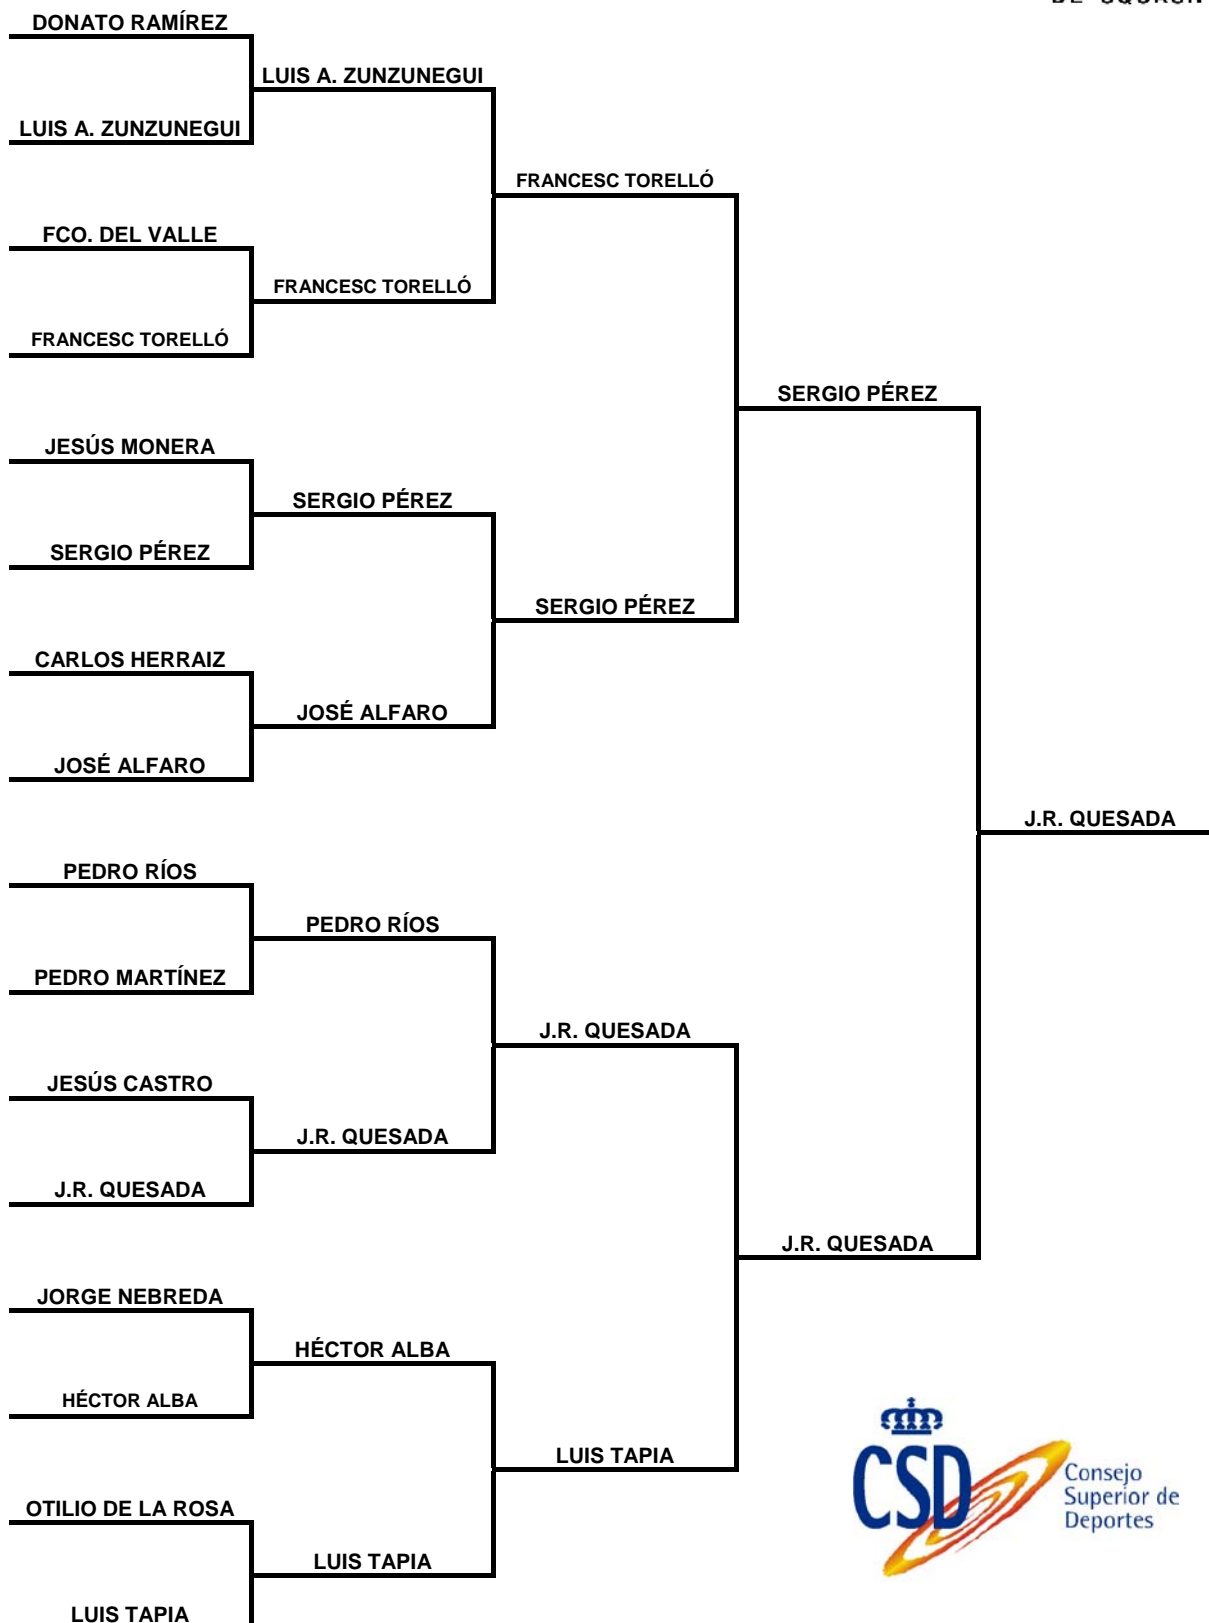 DONATO RAMÍREZ
LUIS A. ZUNZUNEGUI
LUIS A. ZUNZUNEGUI
FRANCESC TORELLÓ
FCO. DEL VALLE
FRANCESC TORELLÓ
FRANCESC TORELLÓ
SERGIO PÉREZ
JESÚS MONERA
SERGIO PÉREZ
SERGIO PÉREZ
SERGIO PÉREZ
CARLOS HERRAIZ
JOSÉ ALFARO
JOSÉ ALFARO
J.R. QUESADA
PEDRO RÍOS
PEDRO RÍOS
PEDRO MARTÍNEZ
J.R. QUESADA
JESÚS CASTRO
J.R. QUESADA
J.R. QUESADA
J.R. QUESADA
JORGE NEBREDA
HÉCTOR ALBA
HÉCTOR ALBA
LUIS TAPIA
OTILIO DE LA ROSA
LUIS TAPIA
LUIS TAPIA
CSD
Consejo
Superior de
Deportes